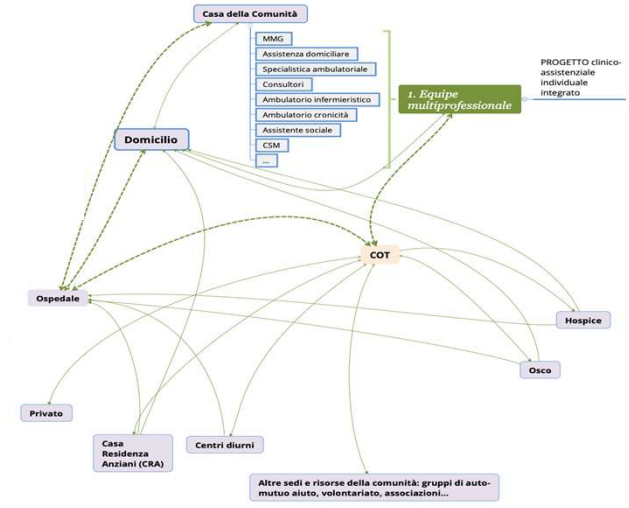 Casa della Comunità
MMG
Assistenza domiciliare
Specialistica ambulatoriale
Consultori
Ambulatorio infermieristico
Ambulatorio cronicità
Assistente sociale
CSM
...
1. Equipe
multiprofessionale
PROGETTO clinico-
assistenziale
individuale
integrato
Domicilio
COT
Ospedale
Hospice
Osco
Privato
Casa
Residenza
Anziani (CRA)
Centri diurni
Altre sedi e risorse della comunità: gruppi di auto-
mutuo aiuto, volontariato, associazioni...